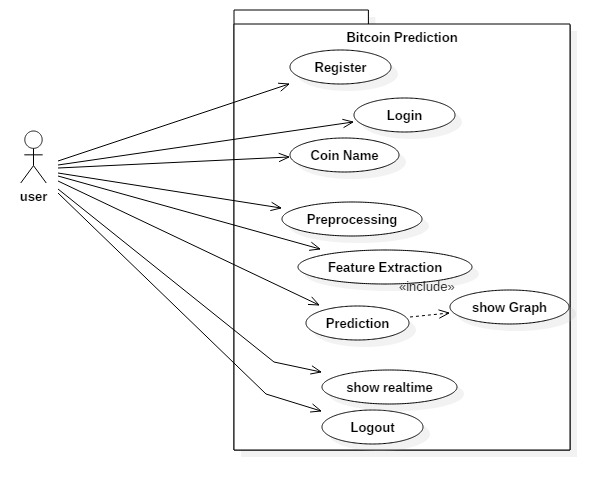 Bitcoin Prediction
Register
Login
Coin Name
user
Preprocessing
Feature Extraction
«include»
show Graph
Prediction
show realtime
Logout